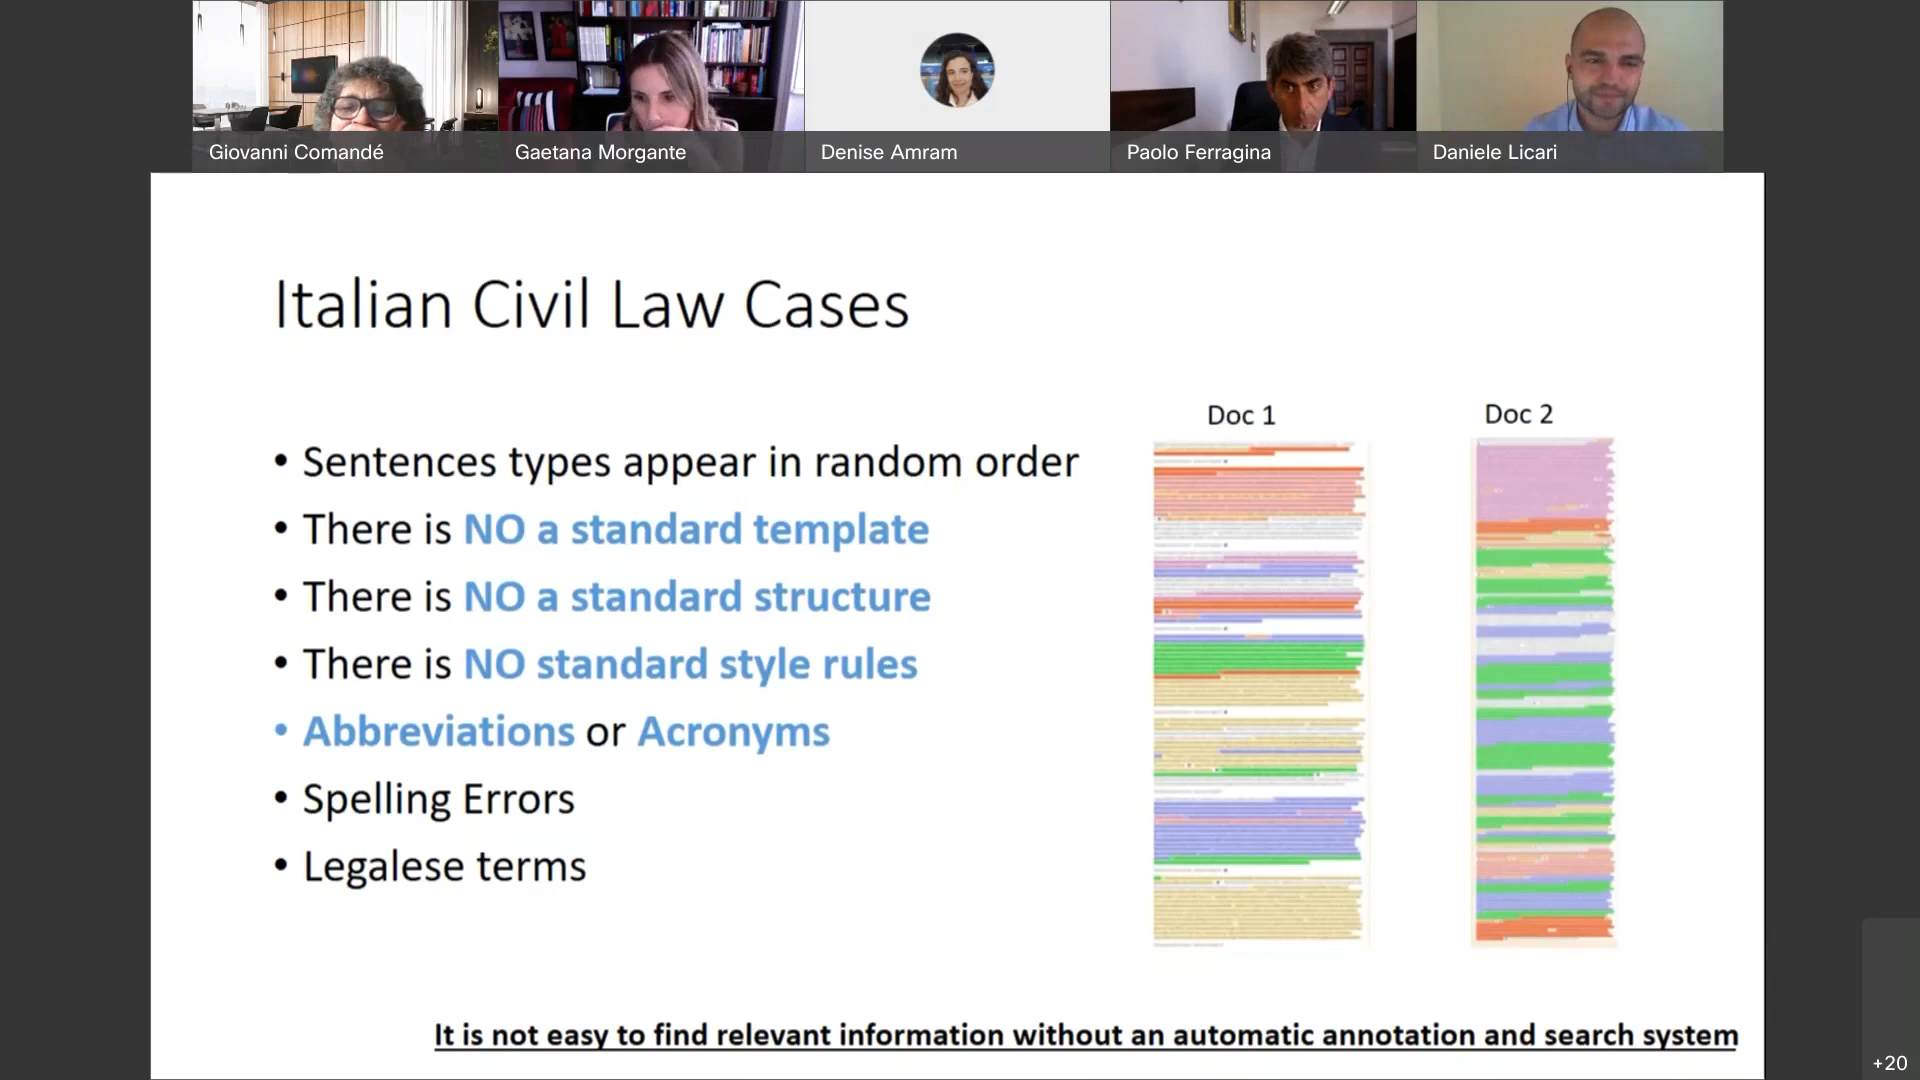 Giovanni Comandé
Gaetana Morgante
Denise Amram
Paolo Ferragina
Daniele Licari
Italian Civil Law Cases
• Sentences types appear in random order
• There is NO a standard template
• There is NO a standard structure
• There is NO standard style rules
• Abbreviations or Acronyms
• Spelling Errors
• Legalese terms
Doc 1
Doc 2
It is not easy to find relevant information without an automatic annotation and search system
+20